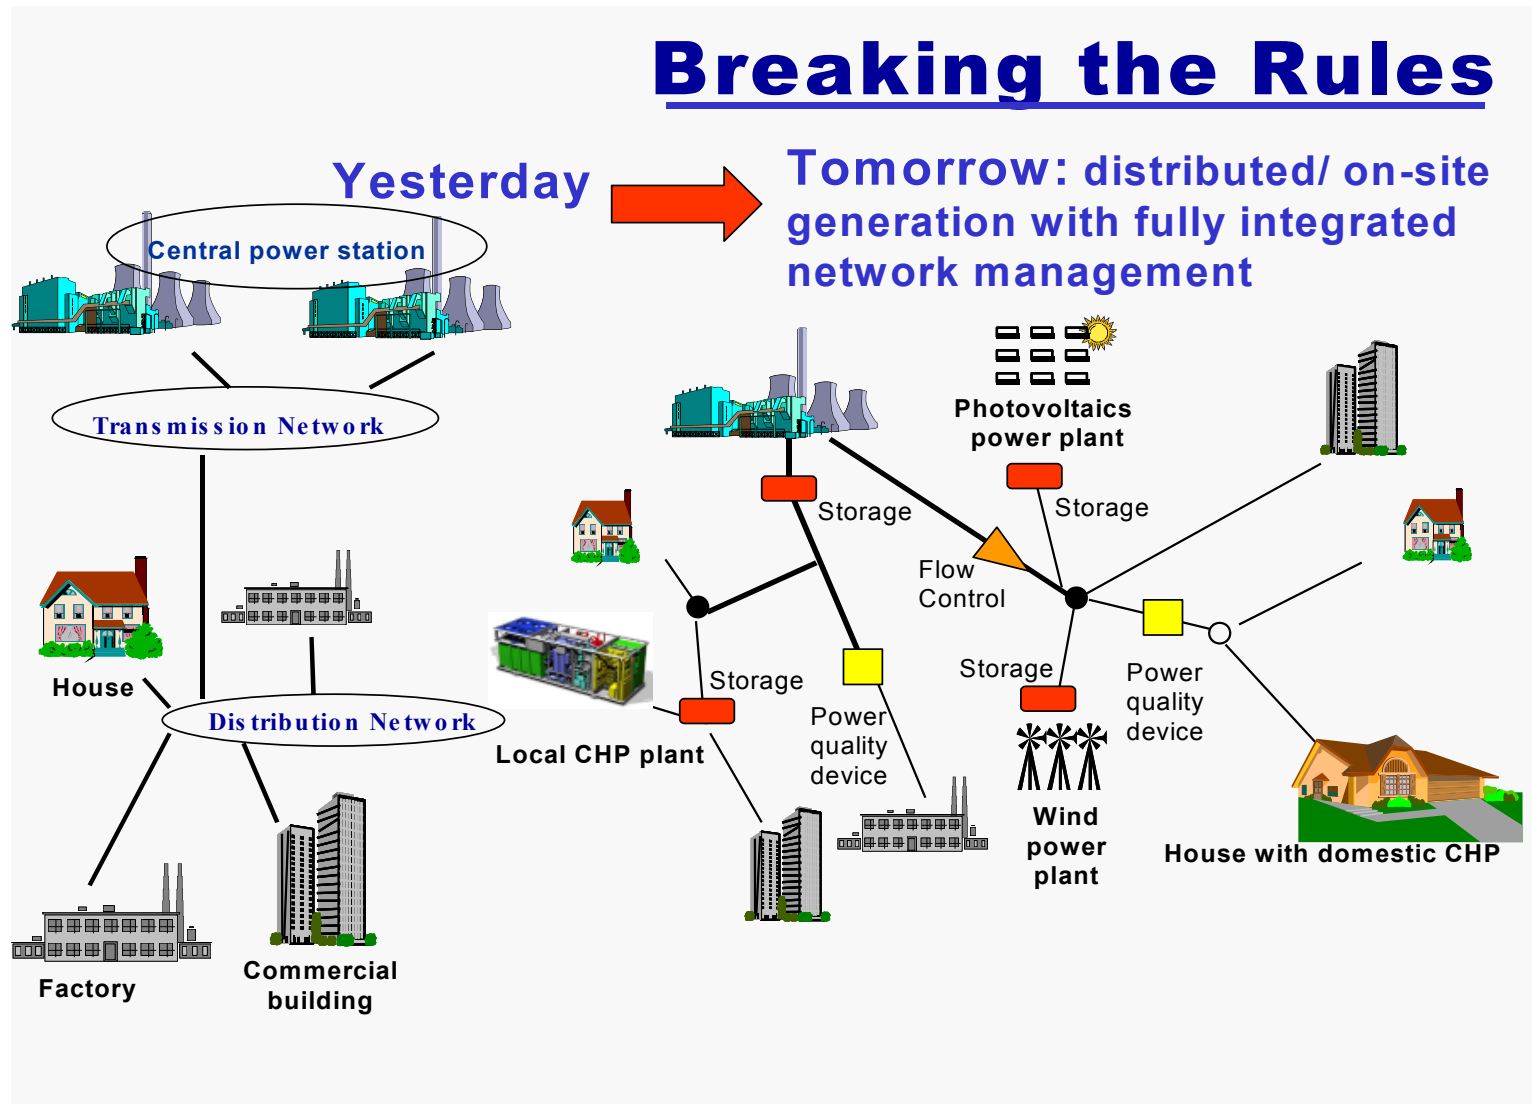 Breaking the Rules
Yesterday
Tomorrow: distributed/ on-site
generation with fully integrated
network management
Central power station
Transmission Network
House
Distribution Network
Factory
Commercial
building
Photovoltaics
power plant
Storage
Storage
Flow
Control
Storage
Local CHP plant
Power
quality
device
Storage
Power
quality
device
Wind
power
plant
House with domestic CHP